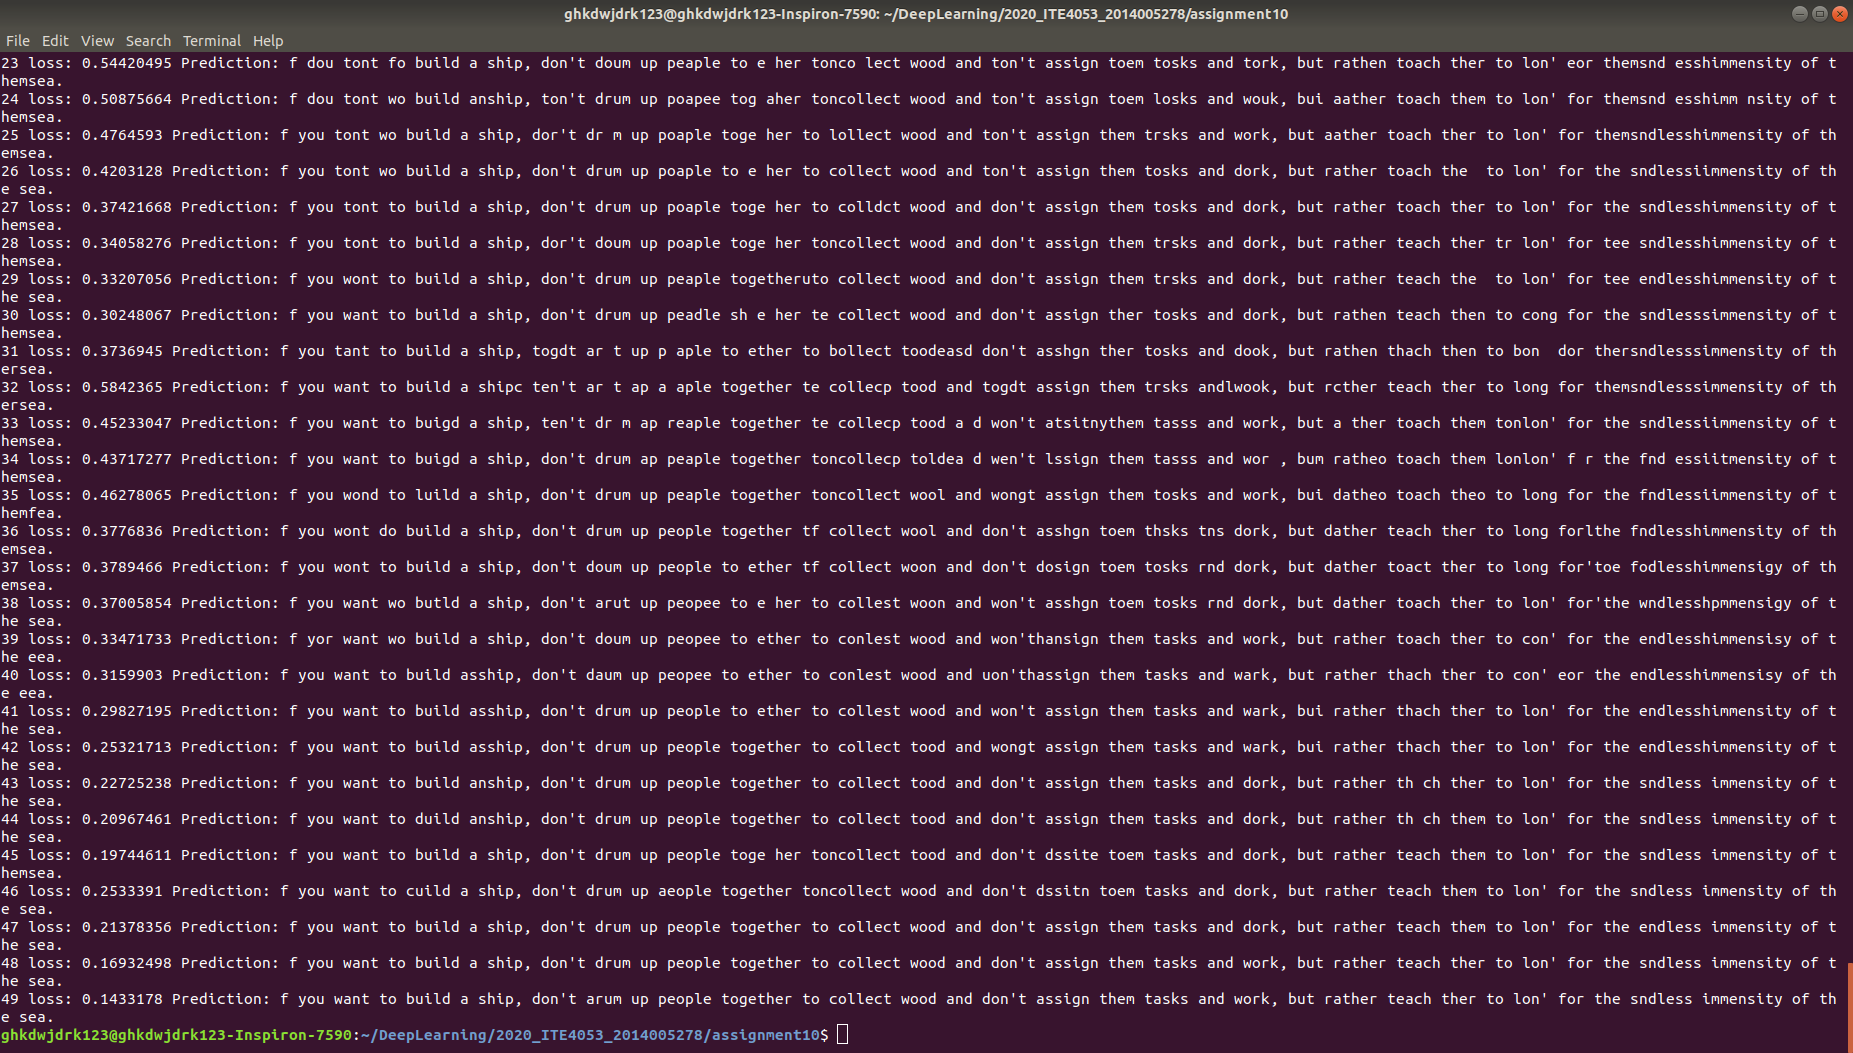 ghkdwjdrk123@ghkdwjdrk123-Inspiron-7590: ~/DeepLearning/2020_ITE4053_2014005278/assignment10
File Edit View Search Terminal Help
23 loss: 0.54420495 Prediction: f dou tont fo build a ship, don't doum up peaple to e her tonco lect wood and ton't assign toem tosks and tork, but rathen toach ther to lon' eor themsnd esshimmensity of t
hemsea.
24 loss: 0.50875664 Prediction: f dou tont wo build anship, ton't drum up poapee tog aher toncollect wood and ton't assign toem losks and wouk, bui aather toach them to lon' for themsnd esshimm nsity of t
hemsea.
25 loss: 0.4764593 Prediction: f you tont wo build a ship, dor't dr m up poaple toge her to lollect wood and ton't assign them trsks and work, but aather toach ther to lon' for themsndlesshimmensity of th
emsea.
26 loss: 0.4203128 Prediction: f you tont wo build a ship, don't drum up poaple to e her to collect wood and ton't assign them tosks and dork, but rather toach the  to lon' for the sndlessiimmensity of th
e sea.
27 loss: 0.37421668 Prediction: f you tont to build a ship, don't drum up poaple toge her to colldct wood and don't assign them tosks and dork, but rather toach ther to lon' for the sndlesshimmensity of t
hemsea.
28 loss: 0.34058276 Prediction: f you tont to build a ship, dor't doum up poaple toge her toncollect wood and don't assign them trsks and dork, but rather teach ther tr lon' for tee sndlesshimmensity of t
hemsea.
29 loss: 0.33207056 Prediction: f you wont to build a ship, don't drum up peaple togetheruto collect wood and don't assign them trsks and dork, but rather teach the  to lon' for tee endlesshimmensity of t
he sea.
30 loss: 0.30248067 Prediction: f you want to build a ship, don't drum up peadle sh e her te collect wood and don't assign ther tosks and dork, but rathen teach then to cong for the sndlesssimmensity of t
hemsea.
31 loss: 0.3736945 Prediction: f you tant to build a ship, togdt ar t up p aple to ether to bollect toodeasd don't asshgn ther tosks and dook, but rathen thach then to bon  dor thersndlesssimmensity of th
ersea.
32 loss: 0.5842365 Prediction: f you want to build a shipc ten't ar t ap a aple together te collecp tood and togdt assign them trsks andlwook, but rcther teach ther to long for themsndlesssimmensity of th
ersea.
33 loss: 0.45233047 Prediction: f you want to buigd a ship, ten't dr m ap reaple together te collecp tood a d won't atsitnythem tasss and work, but a ther toach them tonlon' for the sndlessiimmensity of t
hemsea.
34 loss: 0.43717277 Prediction: f you want to buigd a ship, don't drum ap peaple together toncollecp toldea d wen't lssign them tasss and wor , bum ratheo toach them lonlon' f r the fnd essiitmensity of t
hemsea.
35 loss: 0.46278065 Prediction: f you wond to luild a ship, don't drum up peaple together toncollect wool and wongt assign them tosks and work, bui datheo toach theo to long for the fndlessiimmensity of t
hemfea.
36 loss: 0.3776836 Prediction: f you wont do build a ship, don't drum up people together tf collect wool and don't asshgn toem thsks tns dork, but dather teach ther to long forlthe fndlesshimmensity of th
emsea.
37 loss: 0.3789466 Prediction: f you wont to build a ship, don't doum up people to ether tf collect woon and don't dosign toem tosks rnd dork, but dather toact ther to long for'toe fodlesshimmensigy of th
emsea.
38 loss: 0.37005854 Prediction: f you want wo butld a ship, don't arut up peopee to e her to collest woon and won't asshgn toem tosks rnd dork, but dather toach ther to lon' for'the wndlesshpmmensigy of t
he sea.
39 loss: 0.33471733 Prediction: f yor want wo build a ship, don't doum up peopee to ether to conlest wood and won'thansign them tasks and work, but rather toach ther to con' for the endlesshimmensisy of t
he eea.
40 loss: 0.3159903 Prediction: f you want to build asship, don't daum up peopee to ether to conlest wood and uon'thassign them tasks and wark, but rather thach ther to con' eor the endlesshimmensisy of th
e eea.
41 loss: 0.29827195 Prediction: f you want to build asship, don't drum up people to ether to collest wood and won't assign them tasks and wark, bui rather thach ther to lon' for the endlesshimmensity of t
he sea.
42 loss: 0.25321713 Prediction: f you want to build asship, don't drum up people together to collect tood and wongt assign them tasks and wark, bui rather thach ther to lon' for the endlesshimmensity of t
he sea.
43 loss: 0.22725238 Prediction: f you want to build anship, don't drum up people together to collect tood and don't assign them tasks and dork, but rather th ch ther to lon' for the sndless immensity of t
he sea.
44 loss: 0.20967461 Prediction: f you want to duild anship, don't drum up people together to collect tood and don't assign them tasks and dork, but rather th ch them to lon' for the sndless immensity of t
he sea.
45 loss: 0.19744611 Prediction: f you want to build a ship, don't drum up people toge her toncollect tood and don't dssite toem tasks and dork, but rather teach them to lon' for the sndless immensity of t
hemsea.
46 loss: 0.2533391 Prediction: f you want to cuild a ship, don't drum up aeople together toncollect wood and don't dssitn toem tasks and dork, but rather teach them to lon' for the sndless immensity of th
e sea.
47 loss: 0.21378356 Prediction: f you want to build a ship, don't drum up people together to collect wood and don't assign them tasks and dork, but rather teach them to lon' for the endless immensity of t
he sea.
48 loss: 0.16932498 Prediction: f you want to build a ship, don't drum up people together to collect wood and don't assign them tasks and work, but rather teach ther to lon' for the sndless immensity of t
he sea.
49 loss: 0.1433178 Prediction: f you want to build a ship, don't arum up people together to collect wood and don't assign them tasks and work, but rather teach ther to lon' for the sndless immensity of th
e sea.
ghkdwjdrk123@ghkdwjdrk123-Inspiron-7590:~/DeepLearning/2020_ITE4053_2014005278/assignment10$